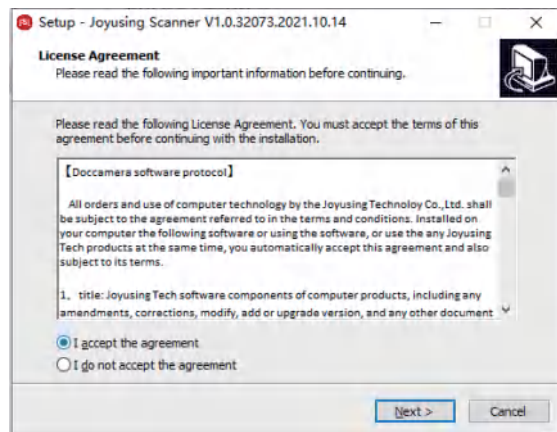 Setup - Joyusing Scanner V1.0.32073.2021.10.14
License Agreement
Please read the following important information before continuing.
Please read the following License Agreement. You must accept the terms of this
agreement before continuing with the installation.
【Doccamera software protocol】
All orders and use of computer technology by the Joyusing Technoloy Co.,Ltd. shall
be subject to the agreement referred to in the terms and conditions. Installed on
your computer the following software or using the software, or use the any Joyusing
Tech products at the same time, you automatically accept this agreement and also
subject to its terms.
1、title: Joyusing Tech software components of computer products, including any
amendments, corrections, modify, add or upgrade version, and any other document
I accept the agreement
I do not accept the agreement
Next >
Cancel